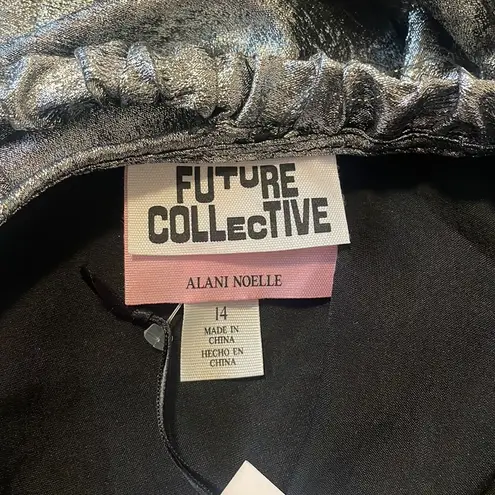 FUTURE
COLLECTIVE
ALANI NOELLE
14
MADE IN
CHINA
HECHO EN
CHINA